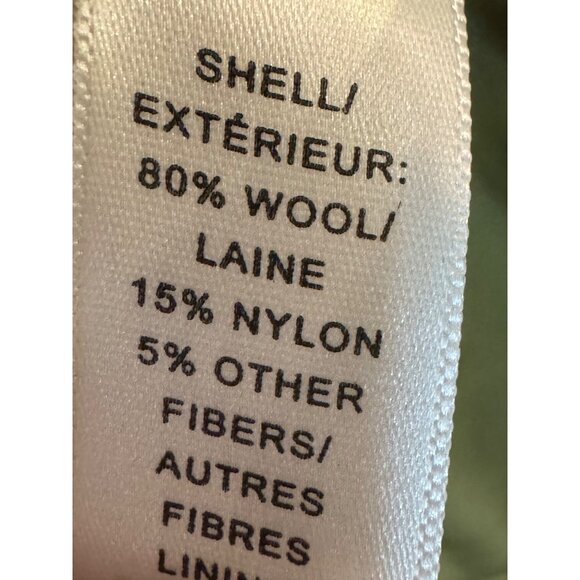 SHELL/
EXTÉRIEUR:
80% WOOL/
LAINE
15% NYLON
5% OTHER
FIBERS/
AUTRES
FIBRES